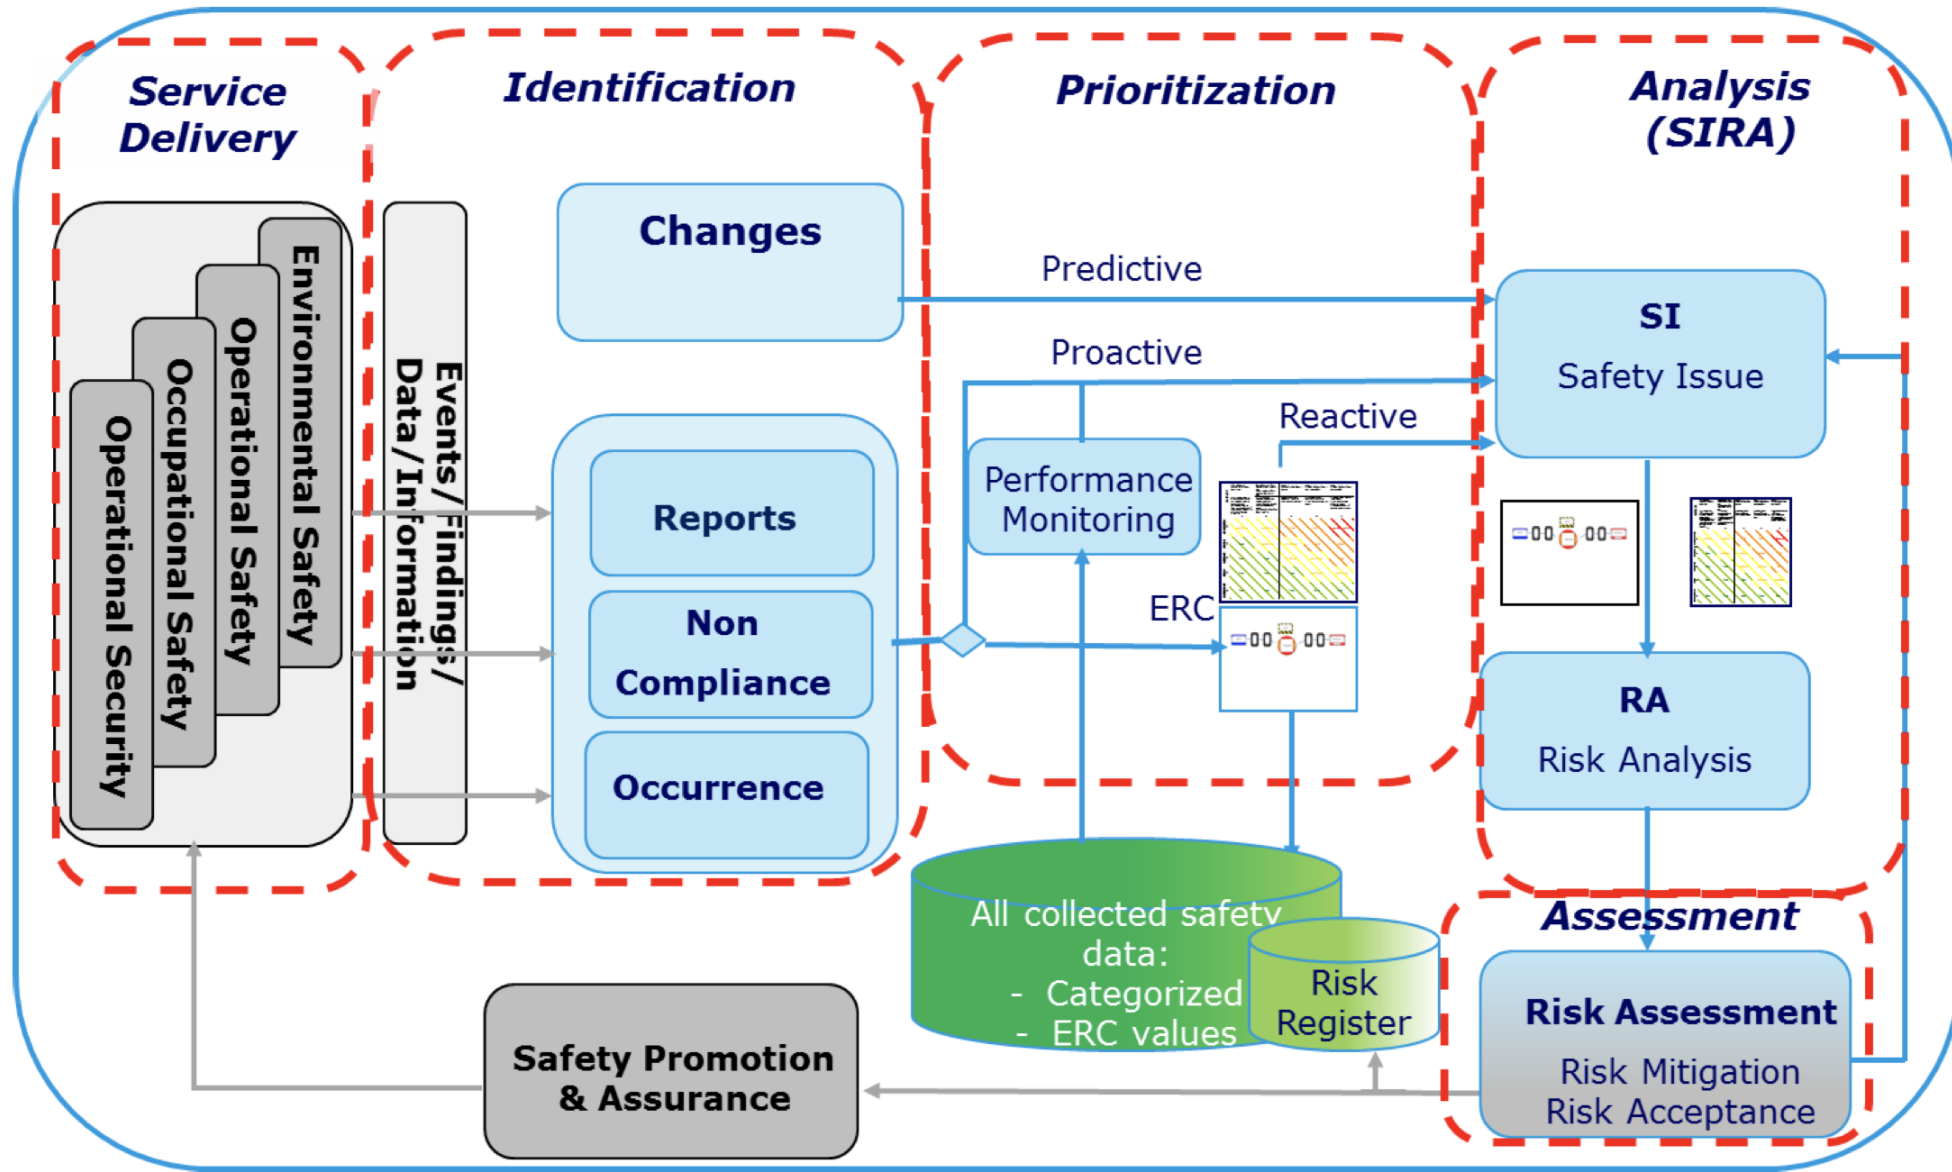 Service
Delivery
Identification
Prioritization
Analysis
(SIRA)
Environmental Safety
Operational Safety
Occupational Safety
Operational Security
Events/Findings/
Data/Information
Changes
Reports
Non
Compliance
Occurrence
Predictive
Proactive
Reactive
Performance
Monitoring
ERC
SI
Safety Issue
RA
Risk Analysis
All collected safety
data:
- Categorized
- ERC values
Risk
Register
Assessment
Risk Assessment
Risk Mitigation
Risk Acceptance
Safety Promotion
& Assurance